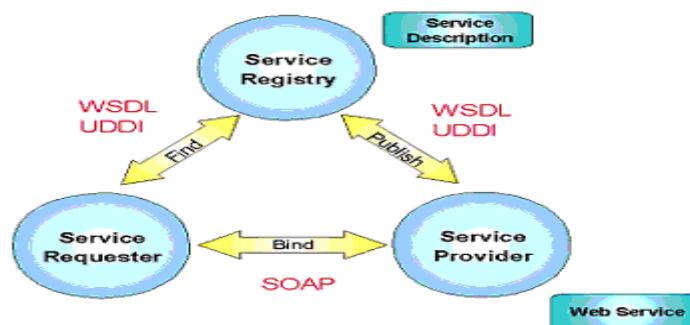 Service
Description
Service
Registry
WSDL
UDDI
WSDL
UDDI
Find
Publish
Service
Requester
Bind
Service
Provider
SOAP
Web Service